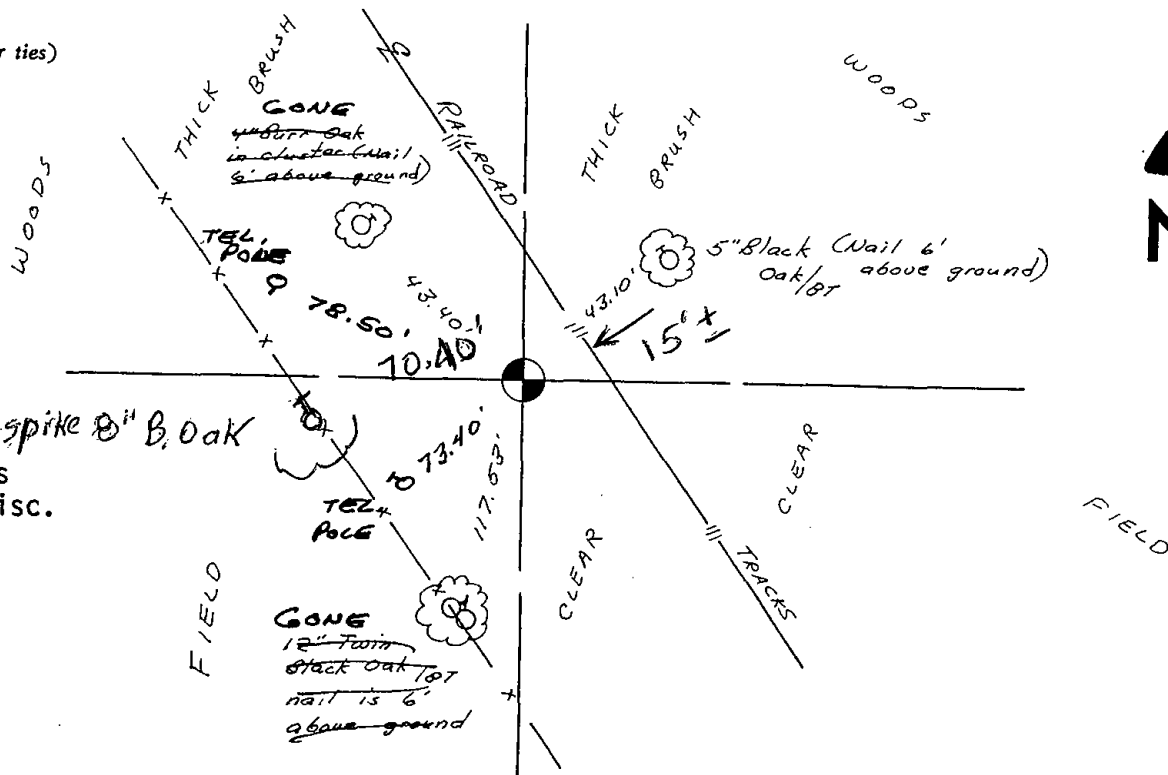 r ties)
WOODS
THICK BRUSH
GONE
4" Burr Oak
in cluster (Nail
6' above ground)
RAILROAD
THICK
BRUSH
WOODS
N
TEL.
POLE
78.50'
43.40'
70.40'
43.10'
15' ±
5" Black (Nail 6'
Oak/BT above ground)
spike 8" B. Oak
s
isc.
73.40'
117.53'
TEL.
POLE
CLEAR
CLEAR
FIELD
TRACKS
FIELD
GONE
12" Twin
Black Oak /BT
nail is 6'
above ground